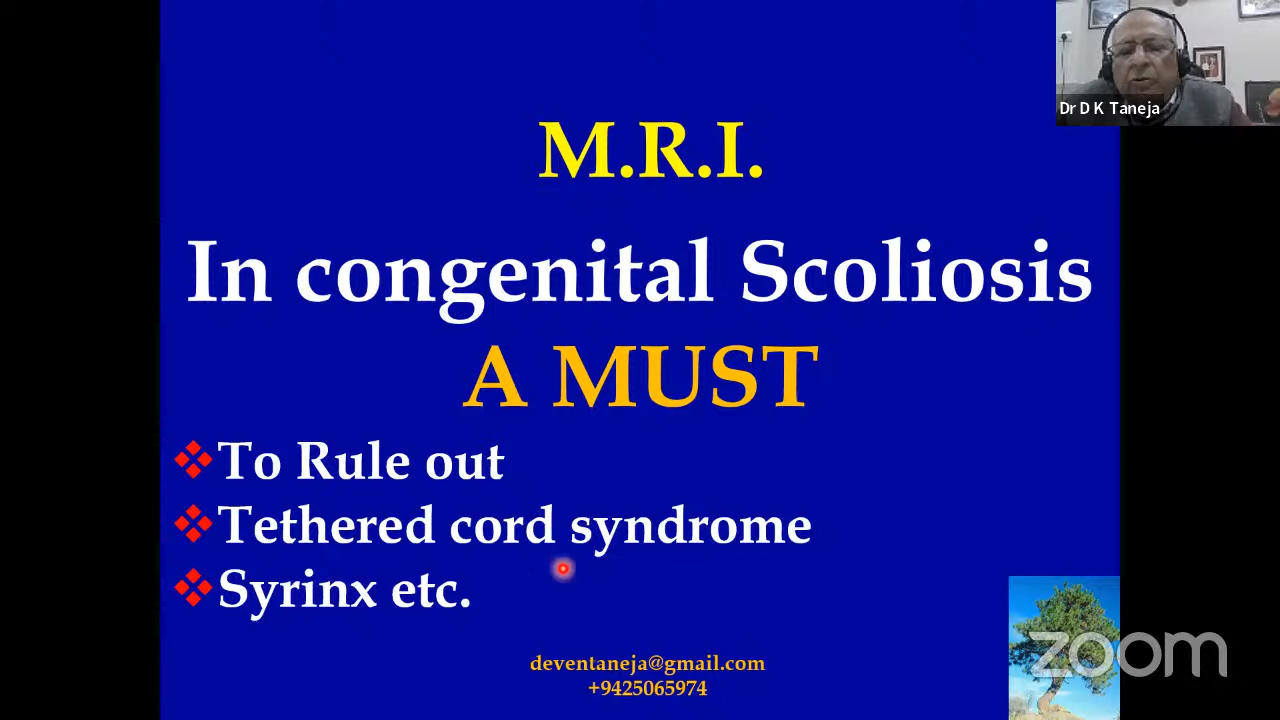 Dr D K Taneja
M.R.I.
In congenital Scoliosis
A MUST
❖To Rule out
❖Tethered cord syndrome
❖Syrinx etc.
deventaneja@gmail.com
+9425065974
zoom